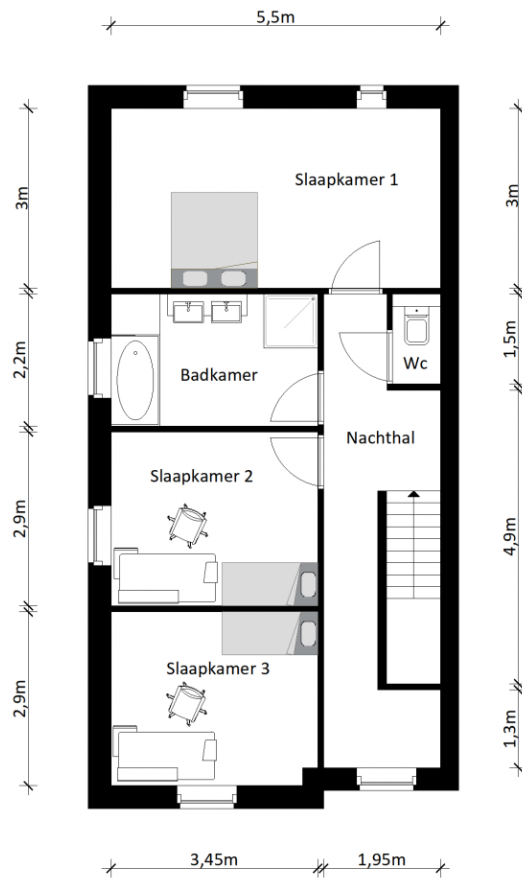 5,5m
3m
3m
Slaapkamer 1
2,2m
1,5m
Wc
Badkamer
Nachthal
2,9m
Slaapkamer 2
4,9m
2,9m
Slaapkamer 3
1,3m
3,45m
1,95m